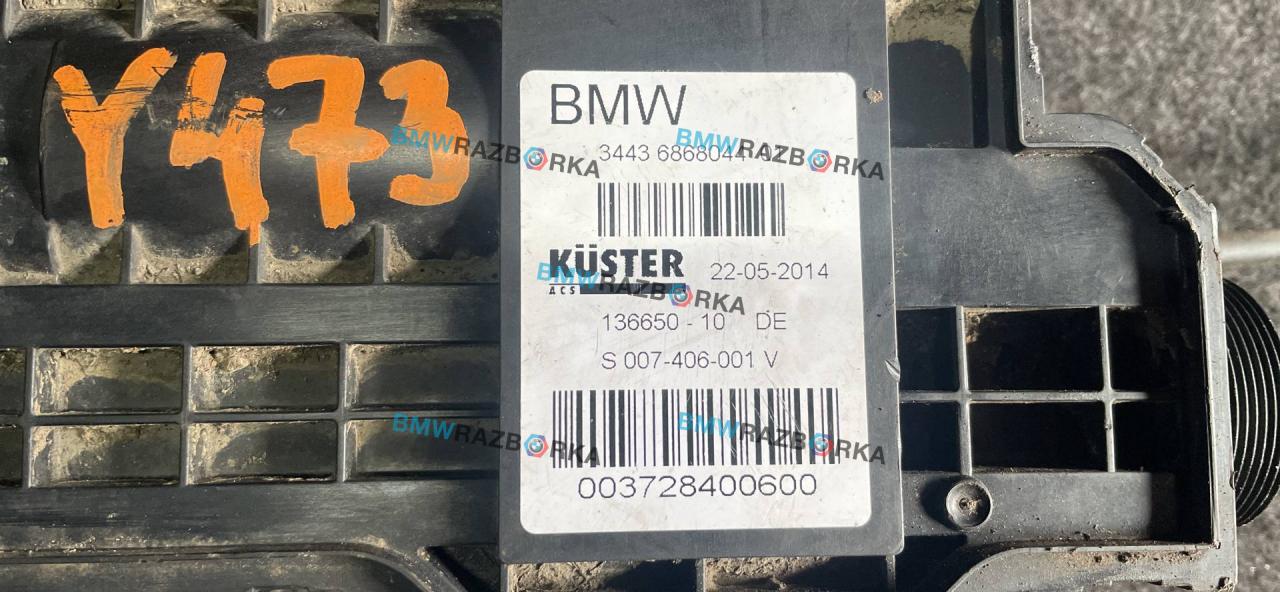 Y473
BMW
3443 6868044
KÜSTER
ACS
22-05-2014
136650 - 10 DE
S 007-406-001 V
003728400600
BMWRAZBORKA
BMWRAZBORKA
BMWRAZBORKA
BMWRAZBORKA
BMWRAZBORKA